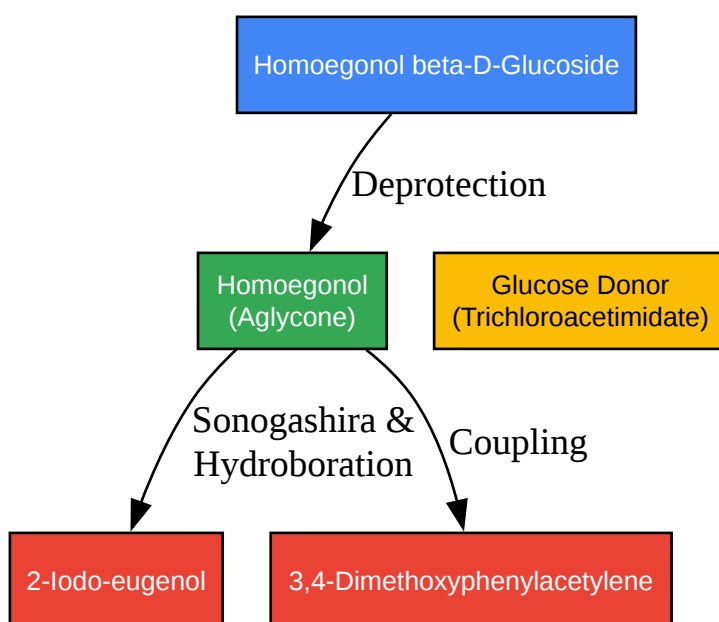 Homoegonol beta-D-Glucoside
Deprotection
Homoegonol
(Aglycone)
Glucose Donor
(Trichloroacetimidate)
Sonogashira &
Hydroboration
Coupling
2-Iodo-eugenol
3,4-Dimethoxyphenylacetylene